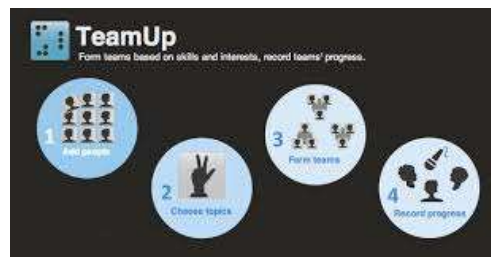 TeamUp
Form teams based on skills and interests, record teams' progress.
1
Add people
2
Choose topics
3
Form teams
4
Record progress